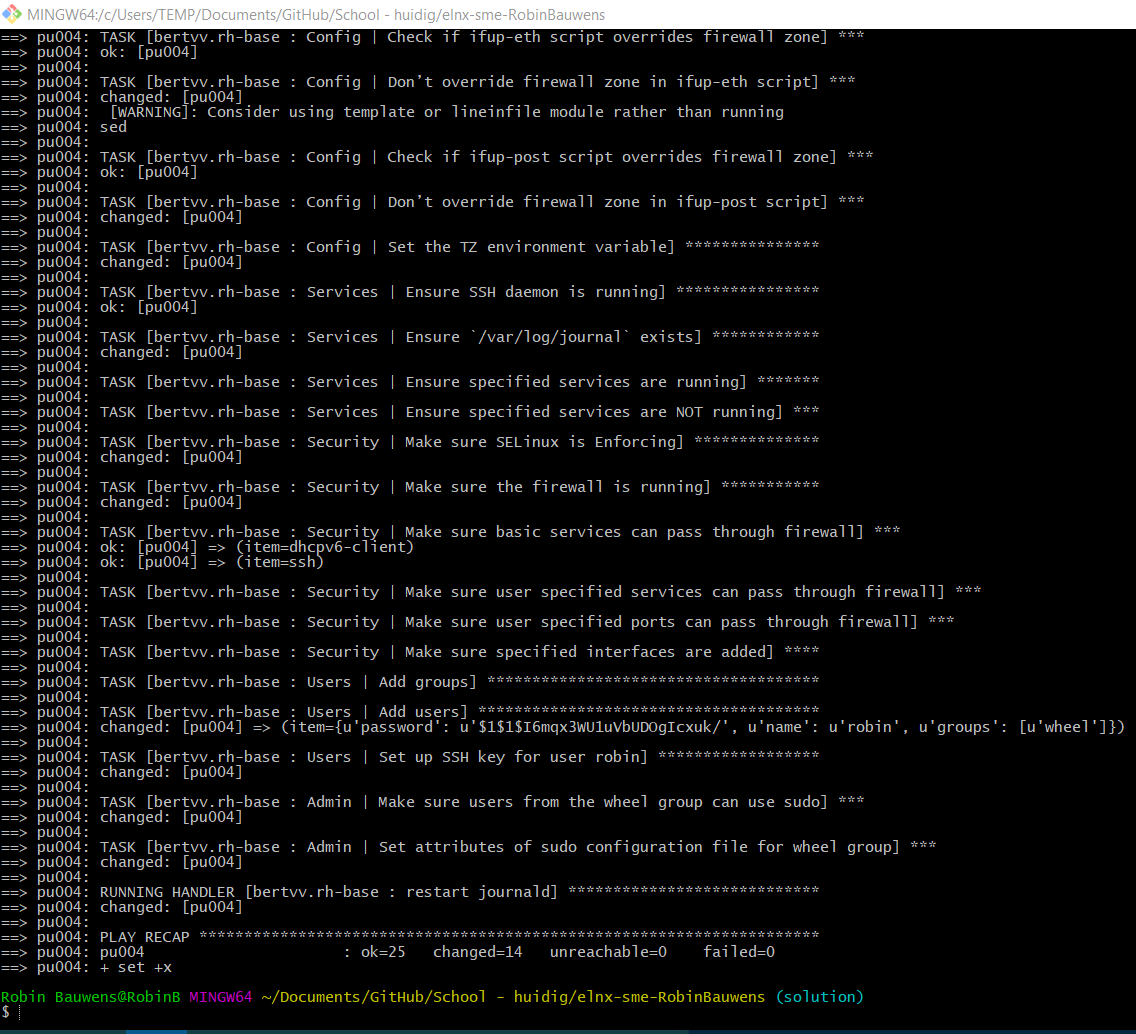 MINGW64:/c/Users/TEMP/Documents/GitHub/School - huidig/elnx-sme-RobinBauwens
==> pu004: TASK [bertvv.rh-base : Config | Check if ifup-eth script overrides firewall zone] ***
==> pu004: ok: [pu004]
==> pu004:
==> pu004: TASK [bertvv.rh-base : Config | Don’t override firewall zone in ifup-eth script] ***
==> pu004: changed: [pu004]
==> pu004:  [WARNING]: Consider using template or lineinfile module rather than running
==> pu004: sed
==> pu004:
==> pu004: TASK [bertvv.rh-base : Config | Check if ifup-post script overrides firewall zone] ***
==> pu004: ok: [pu004]
==> pu004:
==> pu004: TASK [bertvv.rh-base : Config | Don’t override firewall zone in ifup-post script] ***
==> pu004: changed: [pu004]
==> pu004:
==> pu004: TASK [bertvv.rh-base : Config | Set the TZ environment variable] ***************
==> pu004: changed: [pu004]
==> pu004:
==> pu004: TASK [bertvv.rh-base : Services | Ensure SSH daemon is running] ****************
==> pu004: ok: [pu004]
==> pu004:
==> pu004: TASK [bertvv.rh-base : Services | Ensure `/var/log/journal` exists] ************
==> pu004: changed: [pu004]
==> pu004:
==> pu004: TASK [bertvv.rh-base : Services | Ensure specified services are running] *******
==> pu004:
==> pu004: TASK [bertvv.rh-base : Services | Ensure specified services are NOT running] ***
==> pu004:
==> pu004: TASK [bertvv.rh-base : Security | Make sure SELinux is Enforcing] **************
==> pu004: changed: [pu004]
==> pu004:
==> pu004: TASK [bertvv.rh-base : Security | Make sure the firewall is running] ***********
==> pu004: changed: [pu004]
==> pu004:
==> pu004: TASK [bertvv.rh-base : Security | Make sure basic services can pass through firewall] ***
==> pu004: ok: [pu004] => (item=dhcpv6-client)
==> pu004: ok: [pu004] => (item=ssh)
==> pu004:
==> pu004: TASK [bertvv.rh-base : Security | Make sure user specified services can pass through firewall] ***
==> pu004:
==> pu004: TASK [bertvv.rh-base : Security | Make sure user specified ports can pass through firewall] ***
==> pu004:
==> pu004: TASK [bertvv.rh-base : Security | Make sure specified interfaces are added] ****
==> pu004:
==> pu004: TASK [bertvv.rh-base : Users | Add groups] *************************************
==> pu004:
==> pu004: TASK [bertvv.rh-base : Users | Add users] **************************************
==> pu004: changed: [pu004] => (item={u'password': u'$1$1$I6mqx3WU1uVbUDOgIcxuk/', u'name': u'robin', u'groups': [u'wheel']})
==> pu004:
==> pu004: TASK [bertvv.rh-base : Users | Set up SSH key for user robin] ******************
==> pu004: changed: [pu004]
==> pu004:
==> pu004: TASK [bertvv.rh-base : Admin | Make sure users from the wheel group can use sudo] ***
==> pu004: changed: [pu004]
==> pu004:
==> pu004: TASK [bertvv.rh-base : Admin | Set attributes of sudo configuration file for wheel group] ***
==> pu004: changed: [pu004]
==> pu004:
==> pu004: RUNNING HANDLER [bertvv.rh-base : restart journald] ****************************
==> pu004: changed: [pu004]
==> pu004:
==> pu004: PLAY RECAP *********************************************************************
==> pu004: pu004                      : ok=25   changed=14   unreachable=0    failed=0
==> pu004: + set +x
Robin Bauwens@RobinB MINGW64 ~/Documents/GitHub/School - huidig/elnx-sme-RobinBauwens (solution)
$